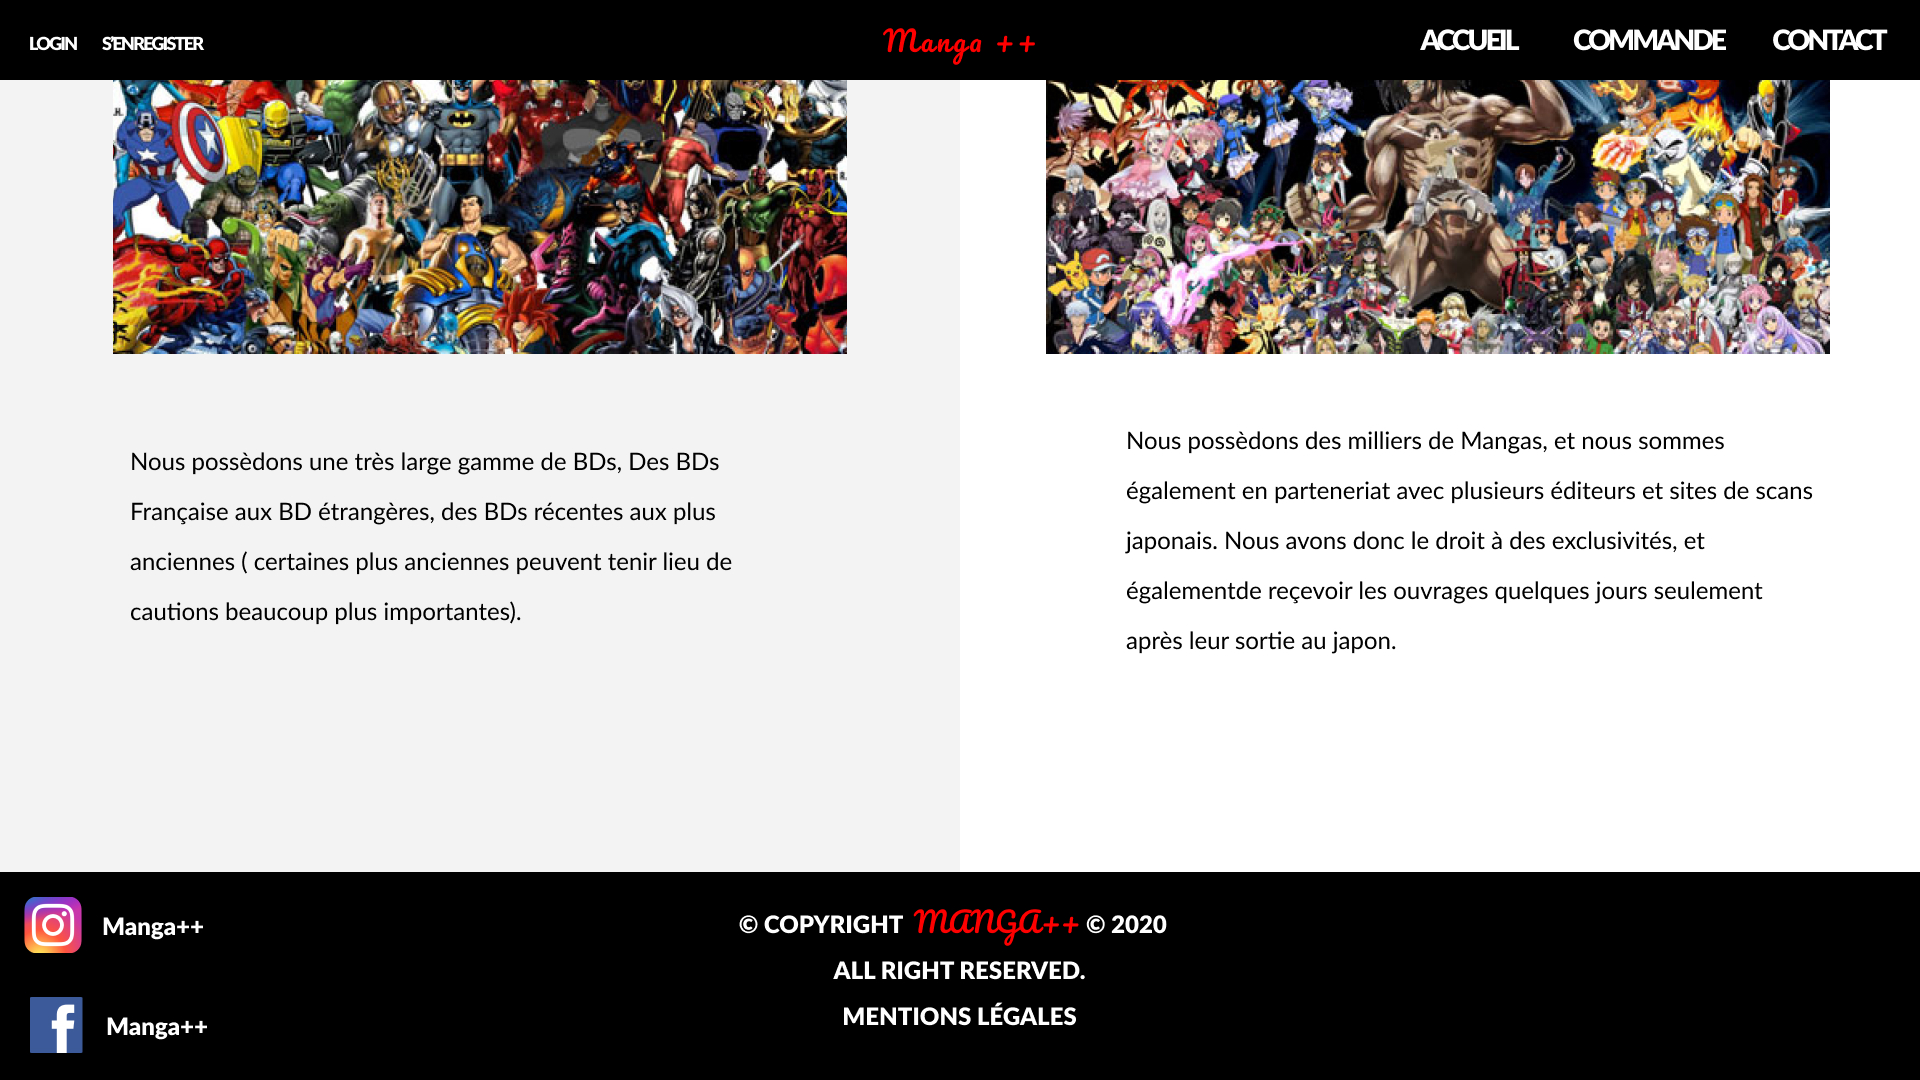 LOGIN S'ENREGISTER Manga ++ ACCUEIL COMMANDE CONTACT
Nous possèdons une très large gamme de BDs, Des BDs
Française aux BD étrangères, des BDs récentes aux plus
anciennes ( certaines plus anciennes peuvent tenir lieu de
cautions beaucoup plus importantes).
Nous possèdons des milliers de Mangas, et nous sommes
également en parteneriat avec plusieurs éditeurs et sites de scans
japonais. Nous avons donc le droit à des exclusivités, et
égalementde reçevoir les ouvrages quelques jours seulement
après leur sortie au japon.
Manga++
Manga++
© COPYRIGHT MANGA++ © 2020
ALL RIGHT RESERVED.
MENTIONS LÉGALES